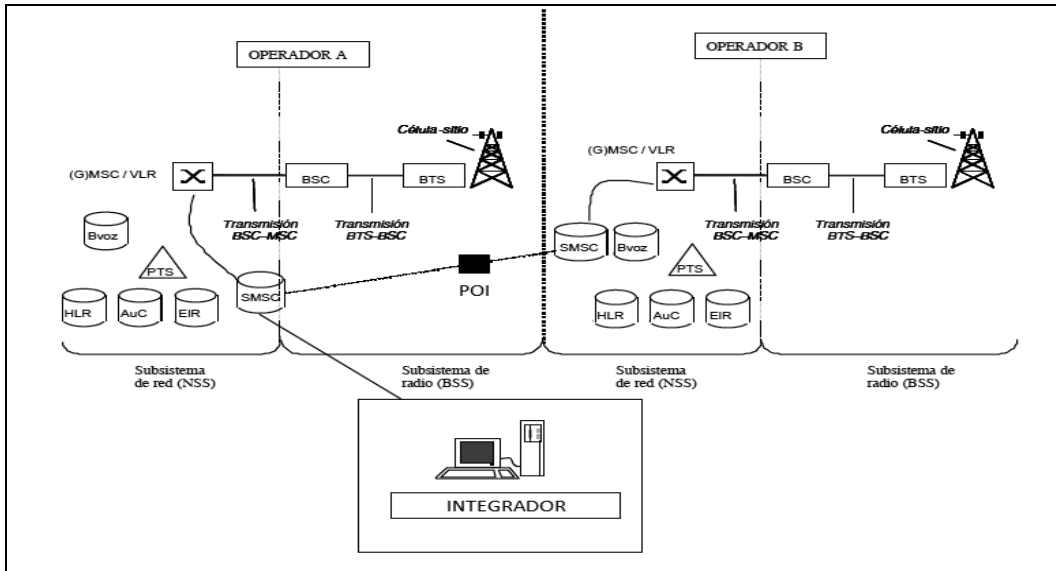 OPERADOR A
Célula-sitio
(G)MSC / VLR
BSC
BTS
Transmisión
BSC-MSC
Transmisión
BTS-BSC
Bvoz
PTS
HLR
AuC
EIR
SMSC
Subsistema
de red (NSS)
Subsistema de
radio (BSS)
POI
OPERADOR B
Célula-sitio
(G)MSC / VLR
BSC
BTS
Transmisión
BSC-MSC
Transmisión
BTS-BSC
SMSC
Bvoz
PTS
HLR
AuC
EIR
Subsistema
de red (NSS)
Subsistema de
radio (BSS)
INTEGRADOR